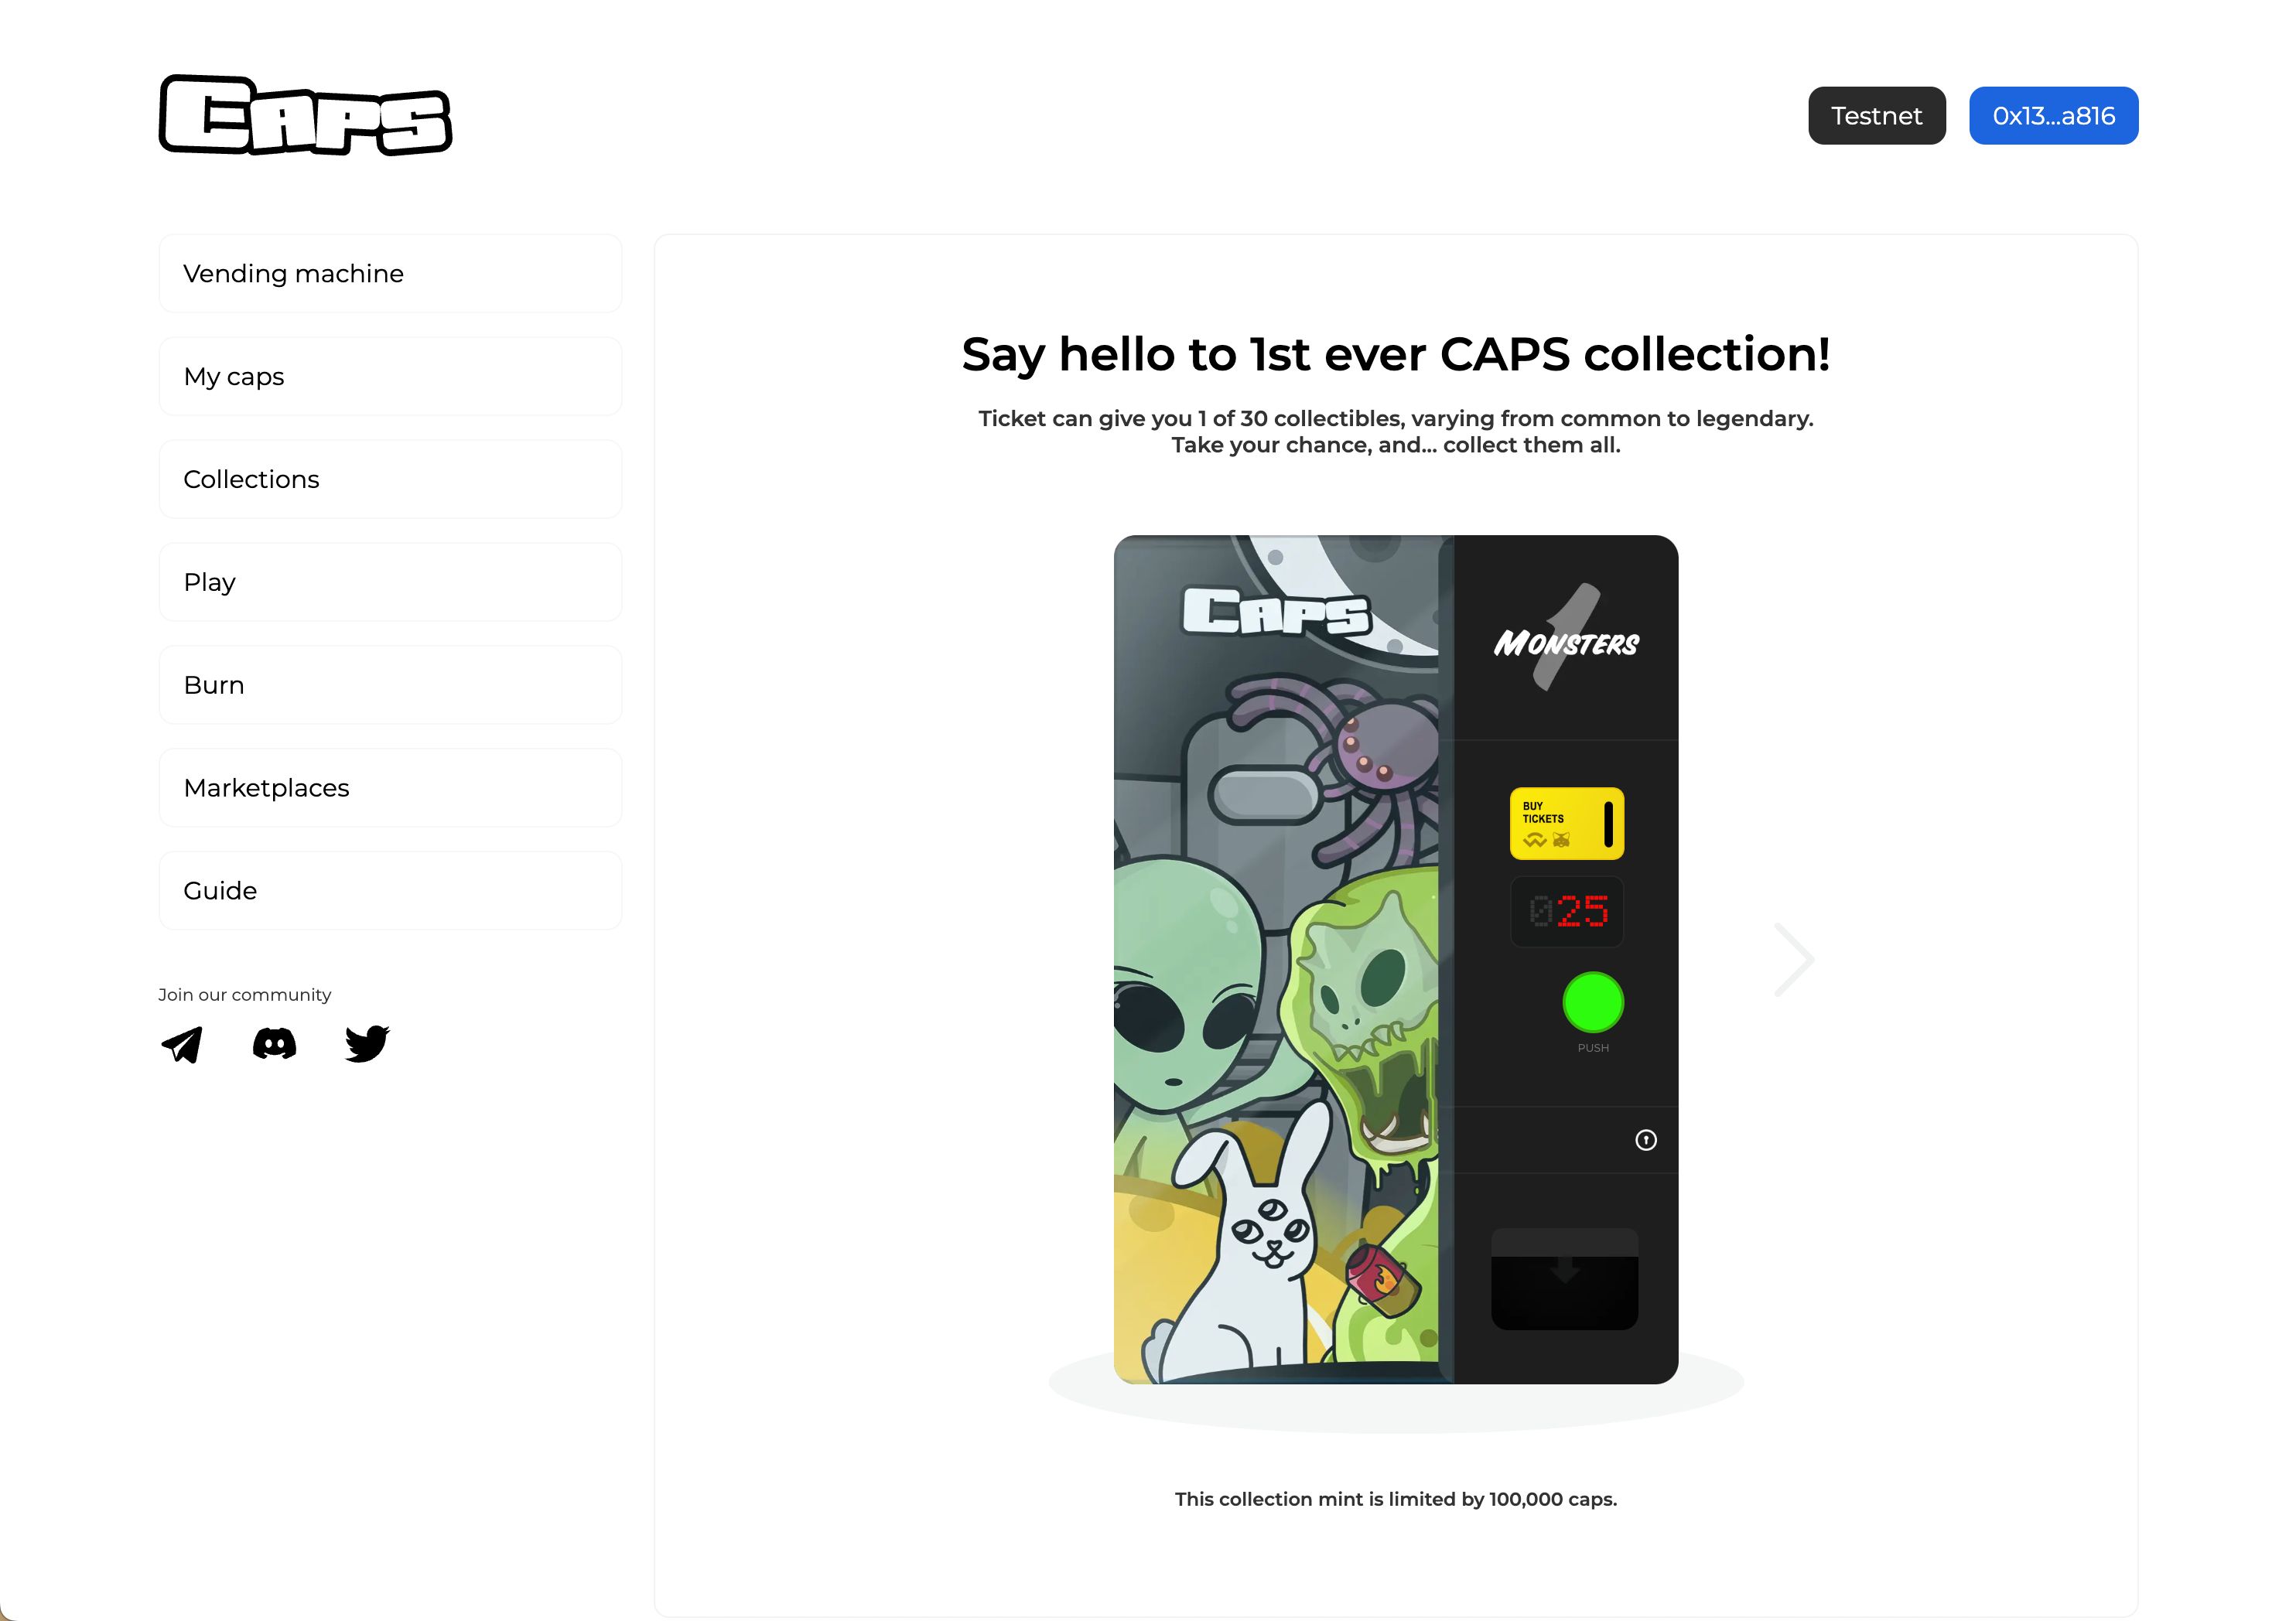 Caps
Testnet
0x13...a816
Vending machine
My caps
Collections
Play
Burn
Marketplaces
Guide
Join our community
Say hello to 1st ever CAPS collection!
Ticket can give you 1 of 30 collectibles, varying from common to legendary.
Take your chance, and... collect them all.
Caps
1
MONSTERS
BUY
TICKETS
025
PUSH
This collection mint is limited by 100,000 caps.